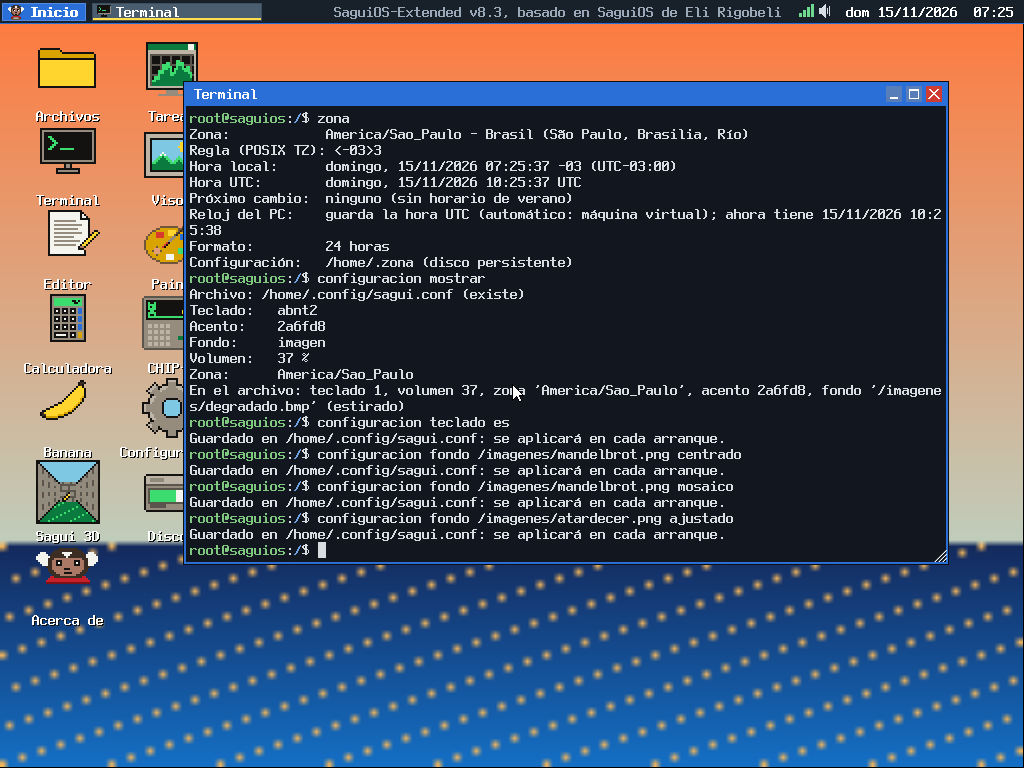 Inicio
Terminal
SaguiOS-Extended v8.3, basado en SaguiOS de Eli Rigobeli
dom 15/11/2026 07:25
Archivos
Terminal
Editor
Calculadora
Banana
Sagui 3D
Acerca de
Terminal
root@saguios:/$ zona
Zona: America/Sao_Paulo - Brasil (São Paulo, Brasilia, Río)
Regla (POSIX TZ): <-03>3
Hora local: domingo, 15/11/2026 07:25:37 -03 (UTC-03:00)
Hora UTC: domingo, 15/11/2026 10:25:37 UTC
Próximo cambio: ninguno (sin horario de verano)
Reloj del PC: guarda la hora UTC (automático: máquina virtual); ahora tiene 15/11/2026 10:2
5:38
Formato: 24 horas
Configuración: /home/.zona (disco persistente)
root@saguios:/$ configuracion mostrar
Archivo: /home/.config/sagui.conf (existe)
Teclado: abnt2
Acento: 2a6fd8
Fondo: imagen
Volumen: 37 %
Zona: America/Sao_Paulo
En el archivo: teclado 1, volumen 37, zona 'America/Sao_Paulo', acento 2a6fd8, fondo '/imagene
s/degradado.bmp' (estirado)
root@saguios:/$ configuracion teclado es
Guardado en /home/.config/sagui.conf: se aplicará en cada arranque.
root@saguios:/$ configuracion fondo /imagenes/mandelbrot.png centrado
Guardado en /home/.config/sagui.conf: se aplicará en cada arranque.
root@saguios:/$ configuracion fondo /imagenes/mandelbrot.png mosaico
Guardado en /home/.config/sagui.conf: se aplicará en cada arranque.
root@saguios:/$ configuracion fondo /imagenes/atardecer.png ajustado
Guardado en /home/.config/sagui.conf: se aplicará en cada arranque.
root@saguios:/$